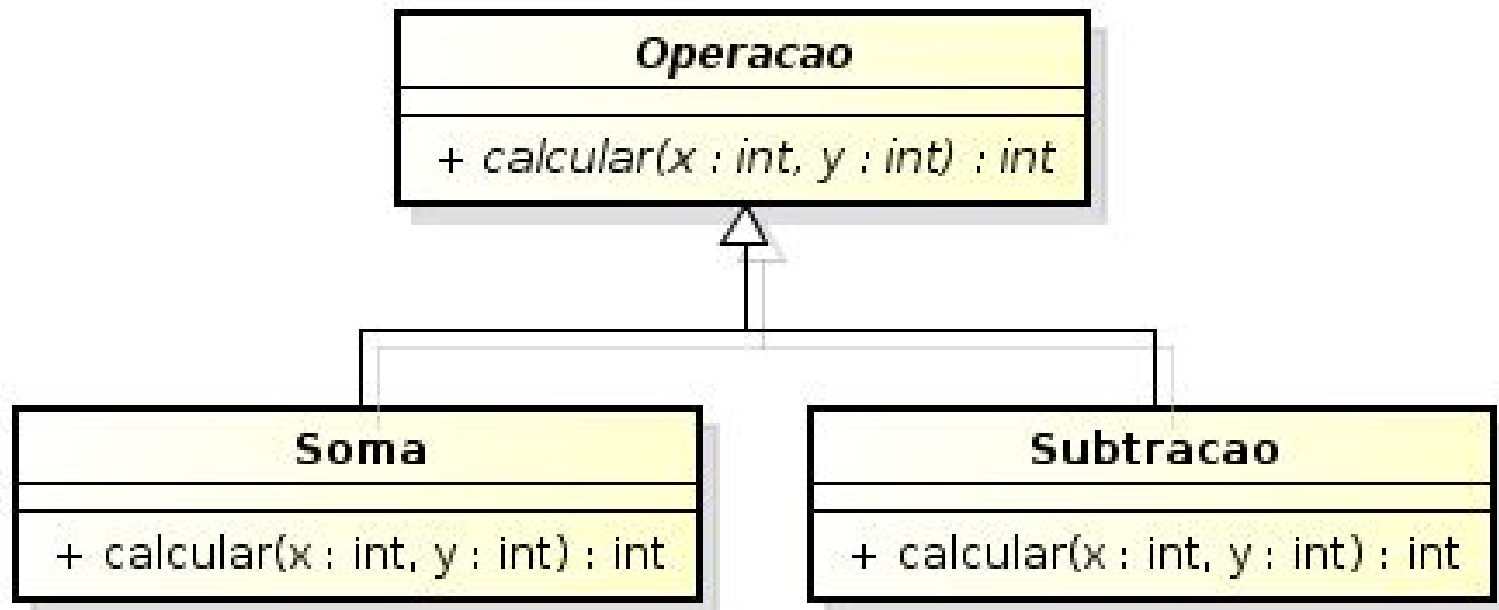 Operacao
+ calcular(x : int, y : int) : int
Soma
+ calcular(x : int, y : int) : int
Subtracao
+ calcular(x : int, y : int) : int